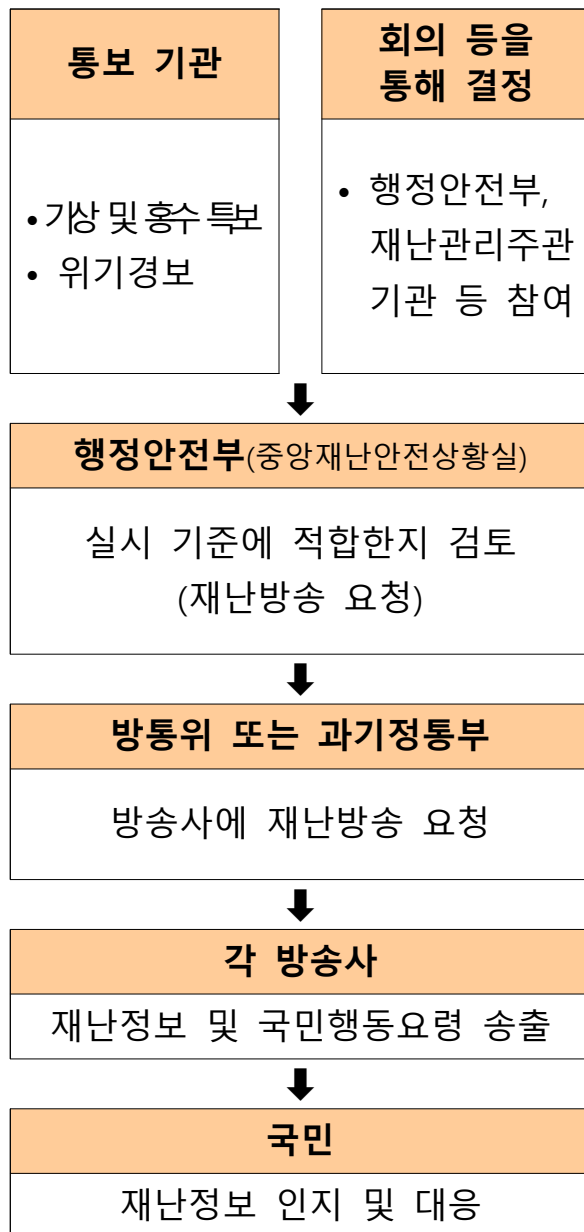 통보 기관
• 기상 및 홍수 특보
• 위기경보
회의 등을
통해 결정
• 행정안전부,
재난관리주관
기관 등 참여
행정안전부(중앙재난안전상황실)
실시 기준에 적합한지 검토
(재난방송 요청)
방통위 또는 과기정통부
방송사에 재난방송 요청
각 방송사
재난정보 및 국민행동요령 송출
국민
재난정보 인지 및 대응